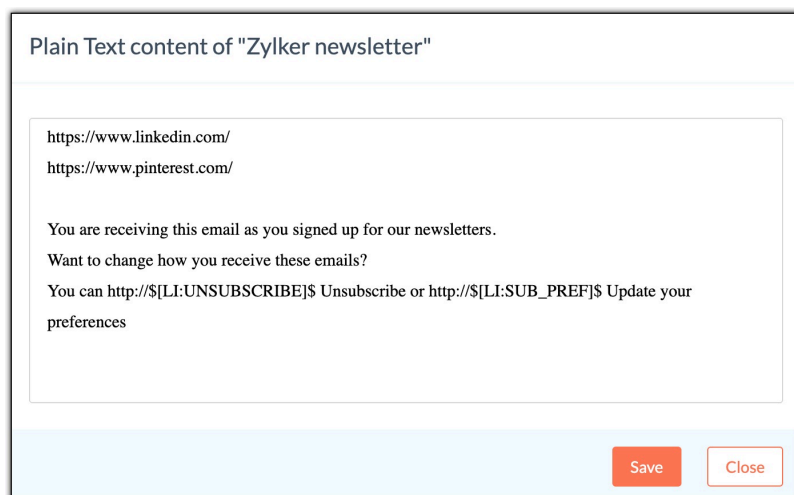 Plain Text content of "Zylker newsletter"
https://www.linkedin.com/
https://www.pinterest.com/
You are receiving this email as you signed up for our newsletters.
Want to change how you receive these emails?
You can http://$[LI:UNSUBSCRIBE]$ Unsubscribe or http://$[LI:SUB_PREF]$ Update your
preferences
Save
Close